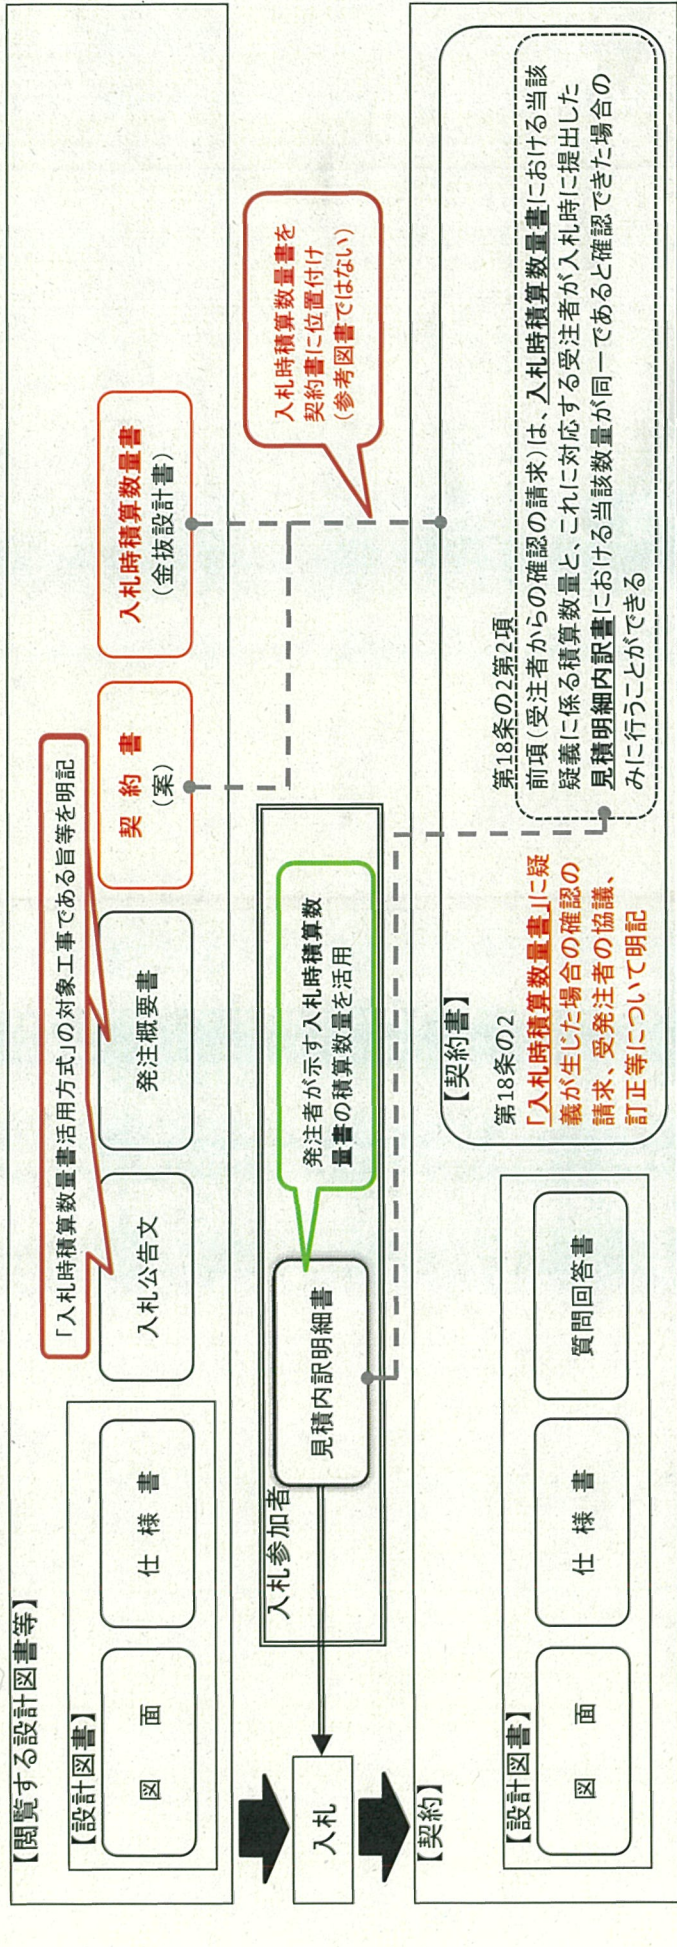 【閲覧する設計図書等】
「入札時積算数量書活用方式」の対象工事である旨等を明記
【設計図書】
図　面
仕 様 書
入札公告文
発注概要書
契 約 書
（案）
入札時積算数量書
（金抜設計書）
入札
入札参加者
見積内訳明細書
発注者が示す入札時積算数
量書の積算数量を活用
入札時積算数量書を
契約書に位置付け
（参考図書ではない）
【契約】
【設計図書】
図　面
仕 様 書
質問回答書
【契約書】
第18条の2
「入札時積算数量書」に疑
義が生じた場合の確認の
請求、受発注者の協議、
訂正等について明記
第18条の2第2項
前項（受注者からの確認の請求）は、入札時積算数量書における当該
疑義に係る積算数量と、これに対応する受注者が入札時に提出した
見積明細内訳書における当該数量が同一であると確認できた場合の
みに行うことができる